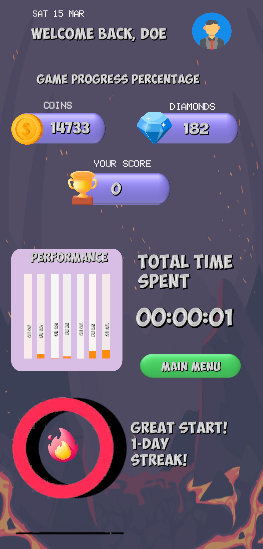 SAT 15 MAR
WELCOME BACK, DOE
GAME PROGRESS PERCENTAGE
COINS
14733
DIAMONDS
182
YOUR SCORE
0
PERFORMANCE
TOTAL TIME
SPENT
00:00:01
MAIN MENU
GREAT START!
1-DAY
STREAK!